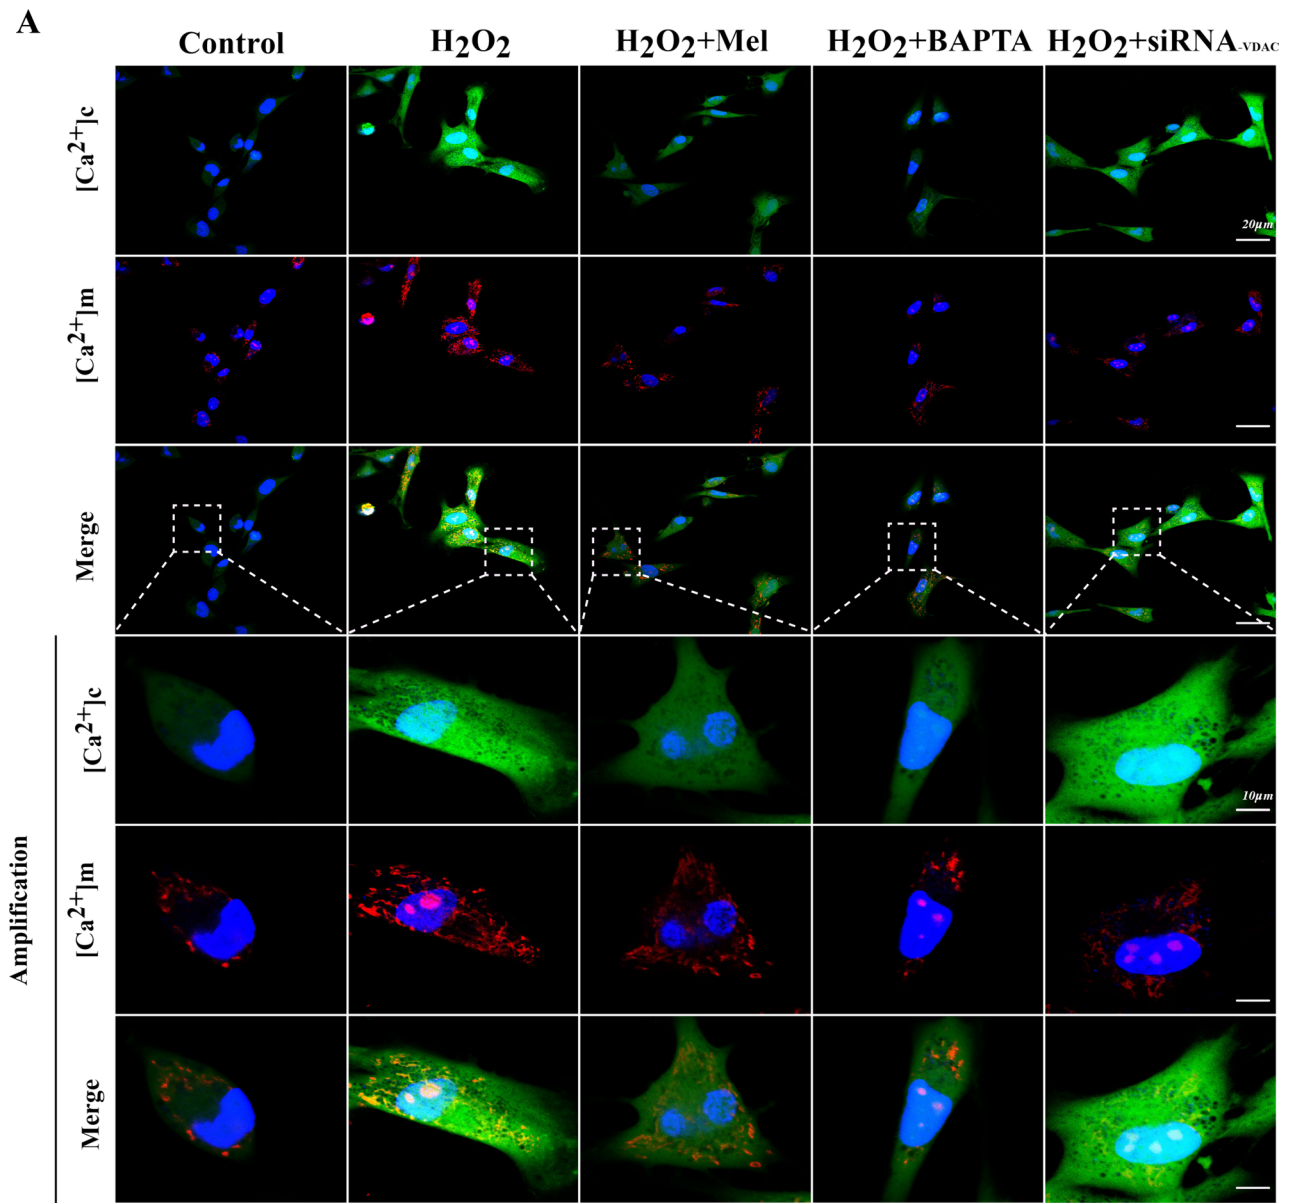 A
Control H₂O₂ H₂O₂+Mel H₂O₂+BAPTA H₂O₂+siRNA-VDAC
[Ca²⁺]c
20μm
[Ca²⁺]m
Merge
Amplification
[Ca²⁺]c
10μm
[Ca²⁺]m
Merge